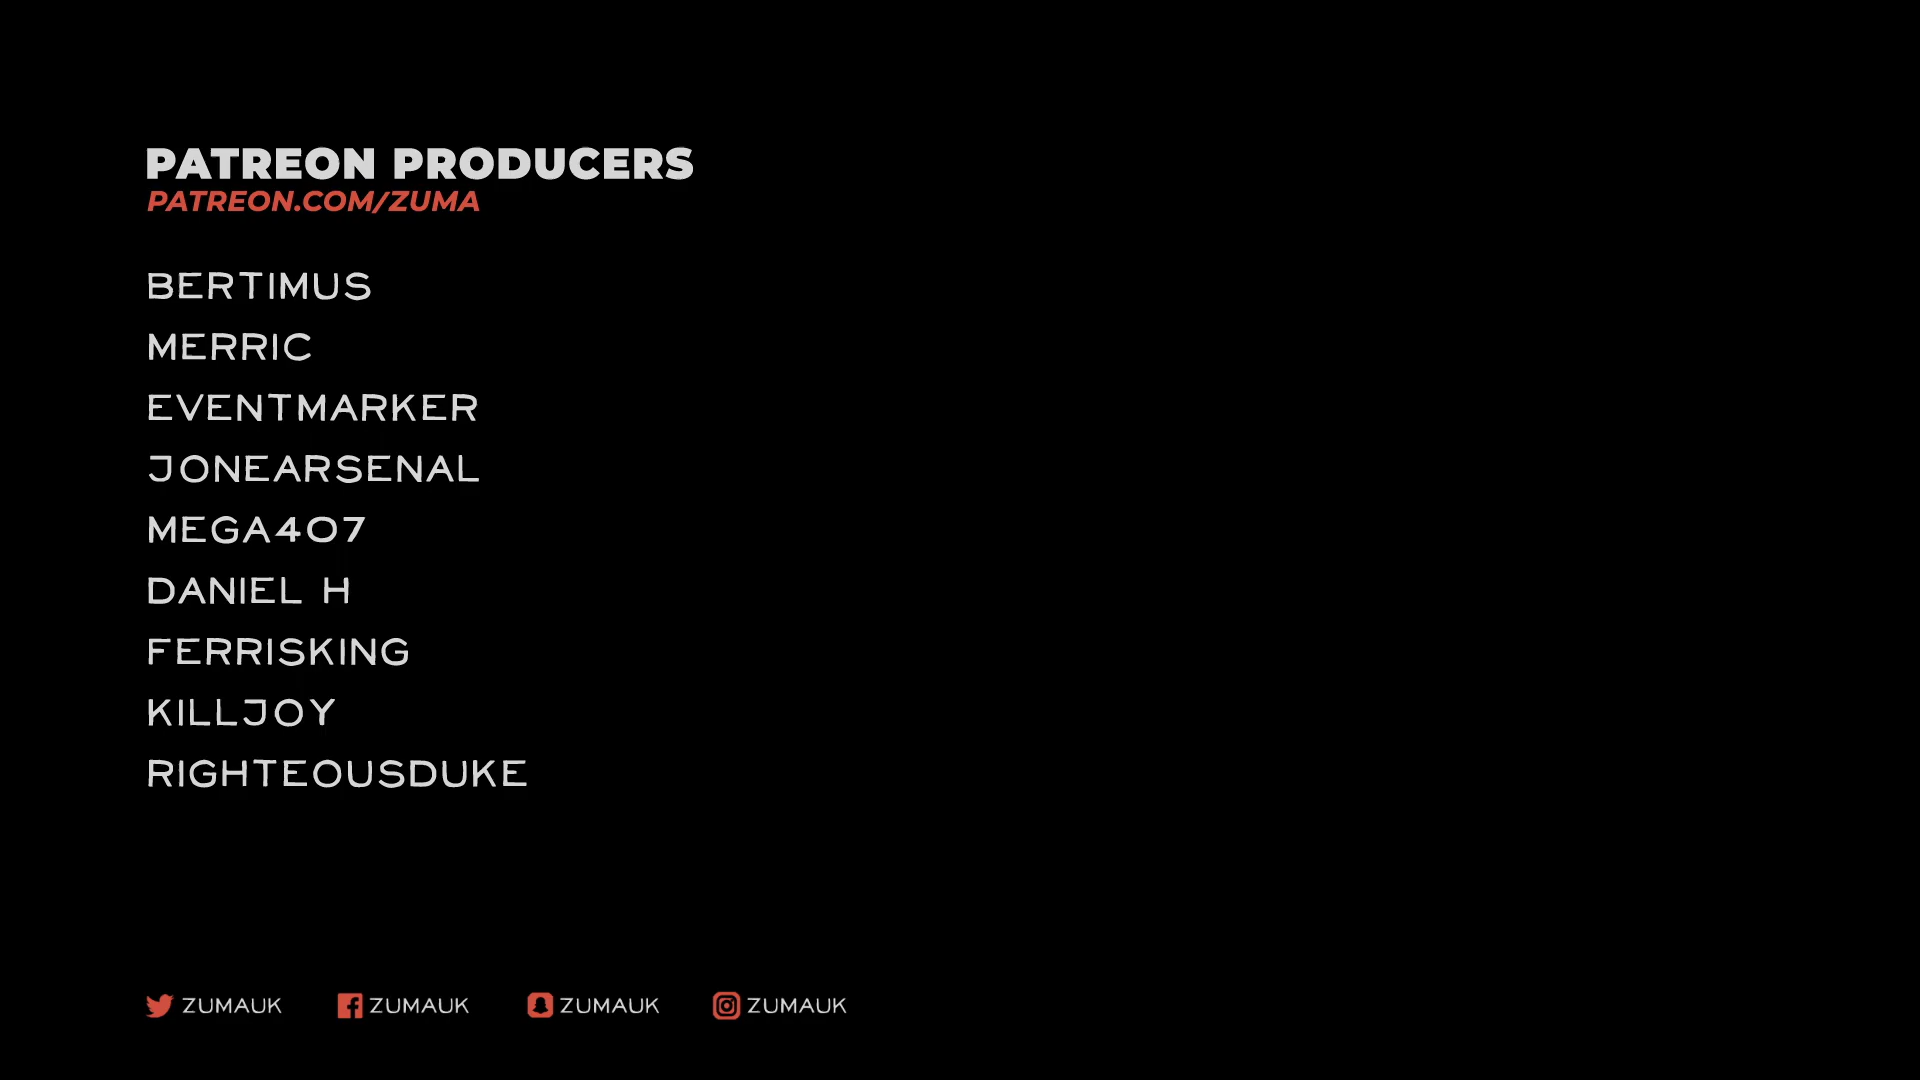 PATREON PRODUCERS
PATREON.COM/ZUMA
BERTIMUS
MERRIC
EVENTMARKER
JONEARSENAL
MEGA407
DANIEL H
FERRISKING
KILLJOY
RIGHTEOUSDUKE
ZUMAUK ZUMAUK ZUMAUK ZUMAUK